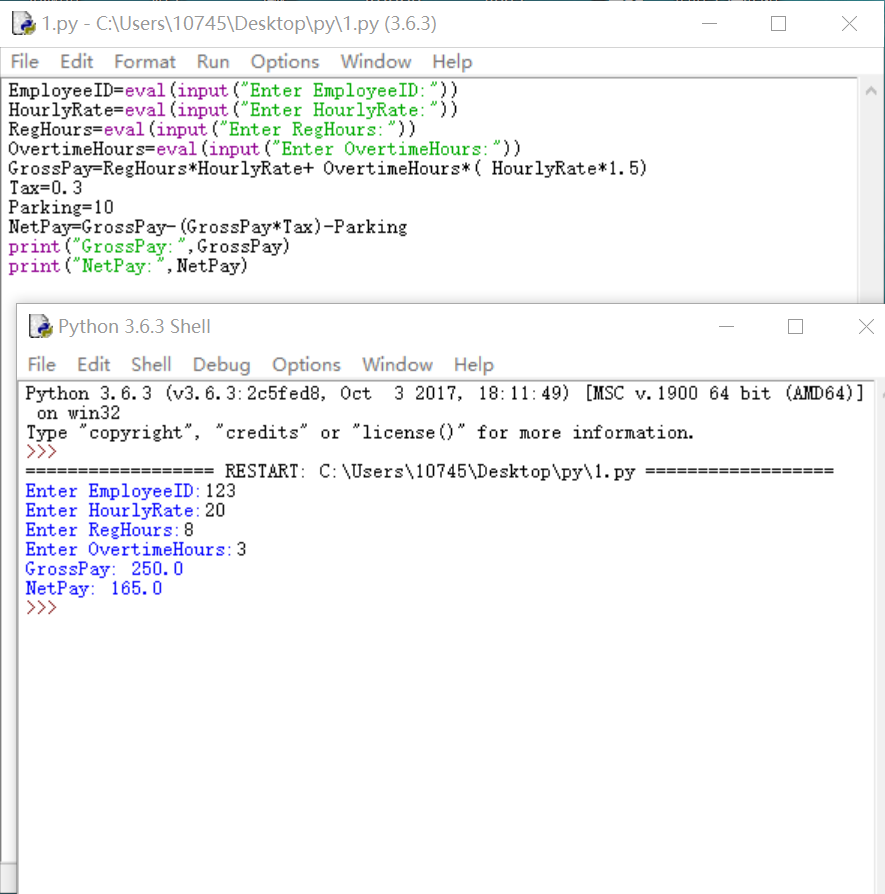 1.py - C:\Users\10745\Desktop\py\1.py (3.6.3)
File Edit Format Run Options Window Help
EmployeeID=eval(input("Enter EmployeeID:"))
HourlyRate=eval(input("Enter HourlyRate:"))
RegHours=eval(input("Enter RegHours:"))
OvertimeHours=eval(input("Enter OvertimeHours:"))
GrossPay=RegHours*HourlyRate+ OvertimeHours*( HourlyRate*1.5)
Tax=0.3
Parking=10
NetPay=GrossPay-(GrossPay*Tax)-Parking
print("GrossPay:",GrossPay)
print("NetPay:",NetPay)
Python 3.6.3 Shell
File Edit Shell Debug Options Window Help
Python 3.6.3 (v3.6.3:2c5fed8, Oct  3 2017, 18:11:49) [MSC v.1900 64 bit (AMD64)]
 on win32
Type "copyright", "credits" or "license()" for more information.
>>>
================== RESTART: C:\Users\10745\Desktop\py\1.py ==================
Enter EmployeeID:123
Enter HourlyRate:20
Enter RegHours:8
Enter OvertimeHours:3
GrossPay: 250.0
NetPay: 165.0
>>>